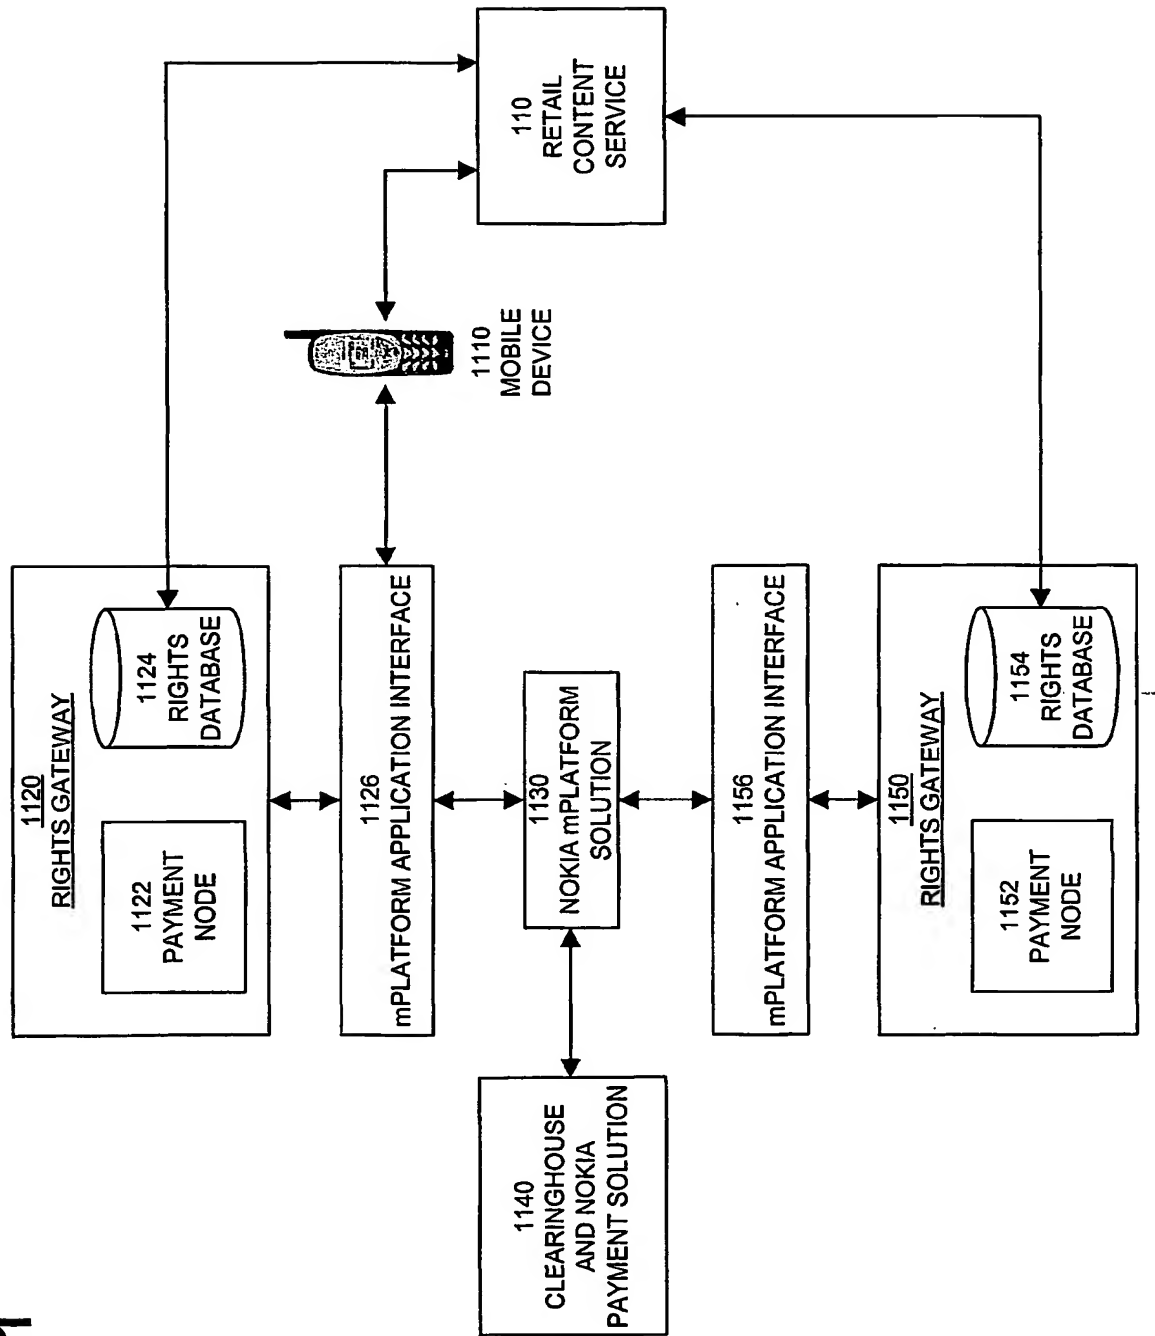 1120
RIGHTS GATEWAY
1122
PAYMENT
NODE
1124
RIGHTS
DATABASE
1126
mPLATFORM APPLICATION INTERFACE
1110
MOBILE
DEVICE
1140
CLEARINGHOUSE
AND NOKIA
PAYMENT SOLUTION
1130
NOKIA mPLATFORM
SOLUTION
110
RETAIL
CONTENT
SERVICE
1156
mPLATFORM APPLICATION INTERFACE
1150
RIGHTS GATEWAY
1152
PAYMENT
NODE
1154
RIGHTS
DATABASE